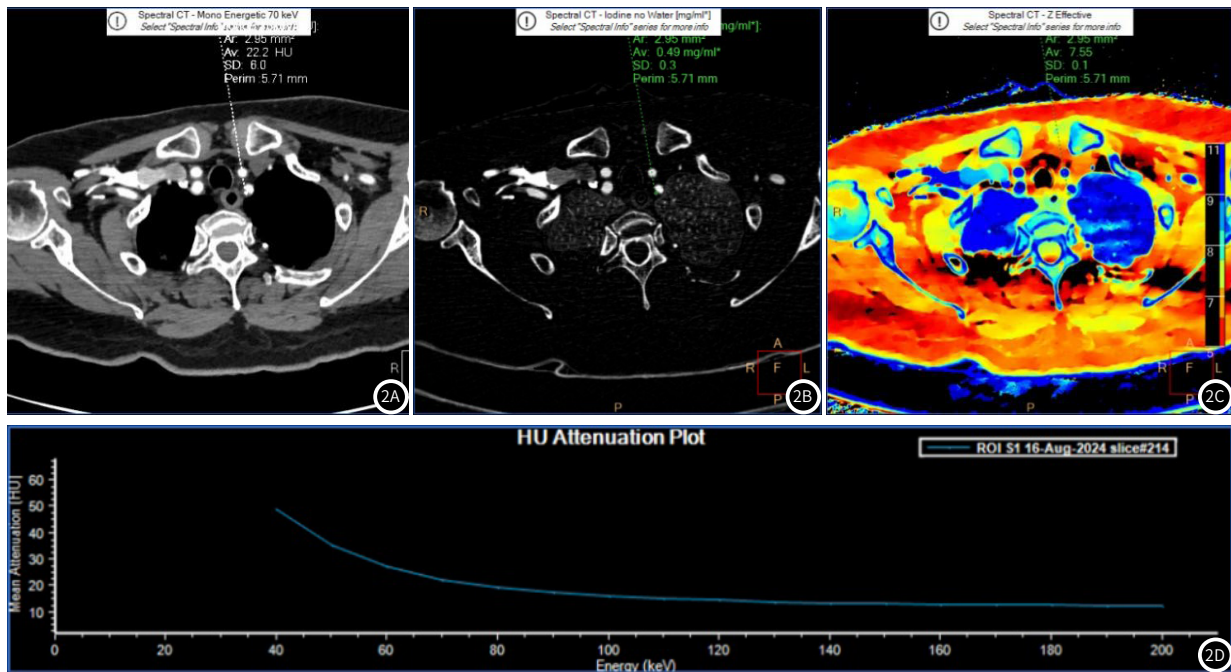 Spectral CT - Mono Energetic 70 keV
Select "Spectral Info" series for more info
Ar: 2.95 mm²
Av: 22.2 HU
SD: 6.0
Perim :5.71 mm
R
2A
Spectral CT - Iodine no Water [mg/ml*]
Select "Spectral Info" series for more info
mg/ml*]:
Ar: 2.95 mm²
Av: 0.49 mg/ml*
SD: 0.3
Perim :5.71 mm
R
A
R F L
P
P
2B
Spectral CT - Z Effective
Select "Spectral Info" series for more info
Ar: 2.95 mm²
Av: 7.55
SD: 0.1
Perim :5.71 mm
11
9
8
7
5
R
A
R F L
P
P
2C
HU Attenuation Plot
ROI S1 16-Aug-2024 slice#214
Mean Attenuation [HU]
60
50
40
30
20
10
0 20 40 60 80 100 120 140 160 180 200
Energy (keV)
2D